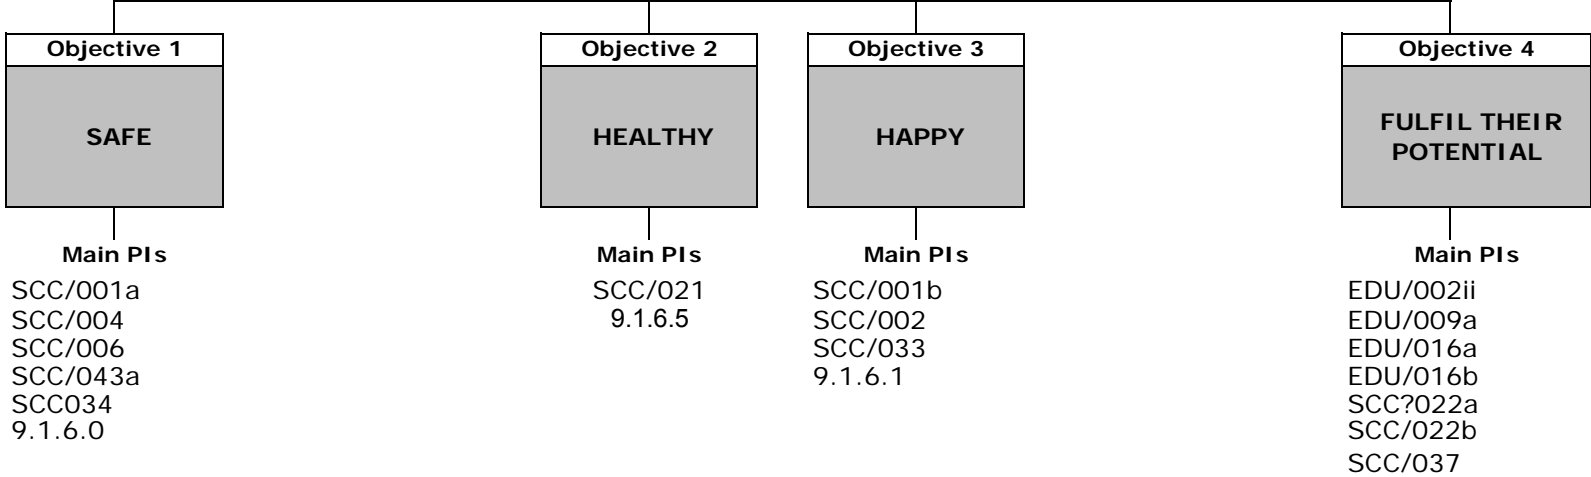 Objective 1
SAFE
Main PIs
SCC/001a
SCC/004
SCC/006
SCC/043a
SCC034
9.1.6.0
Objective 2
HEALTHY
Main PIs
SCC/021
9.1.6.5
Objective 3
HAPPY
Main PIs
SCC/001b
SCC/002
SCC/033
9.1.6.1
Objective 4
FULFIL THEIR
POTENTIAL
Main PIs
EDU/002ii
EDU/009a
EDU/016a
EDU/016b
SCC?022a
SCC/022b
SCC/037